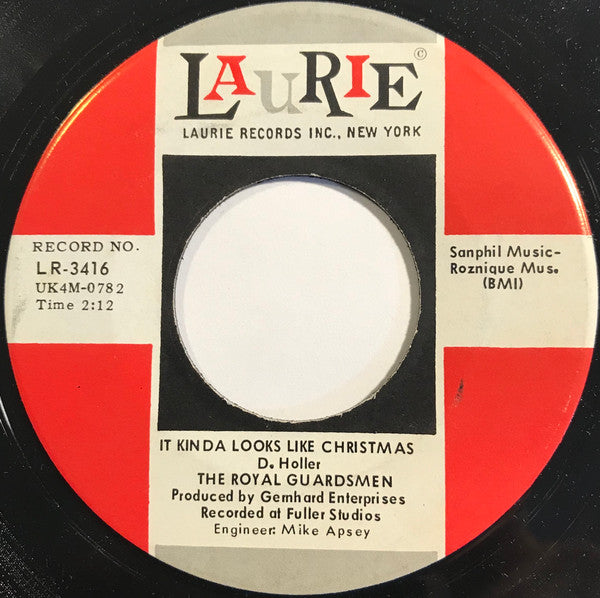 LAuRIE ©
LAURIE RECORDS INC., NEW YORK
RECORD NO.
LR-3416
UK4M-0782
Time 2:12
Sanphil Music-
Roznique Mus.
(BMI)
IT KINDA LOOKS LIKE CHRISTMAS
D. Holler
THE ROYAL GUARDSMEN
Produced by Gemhard Enterprises
Recorded at Fuller Studios
Engineer: Mike Apsey